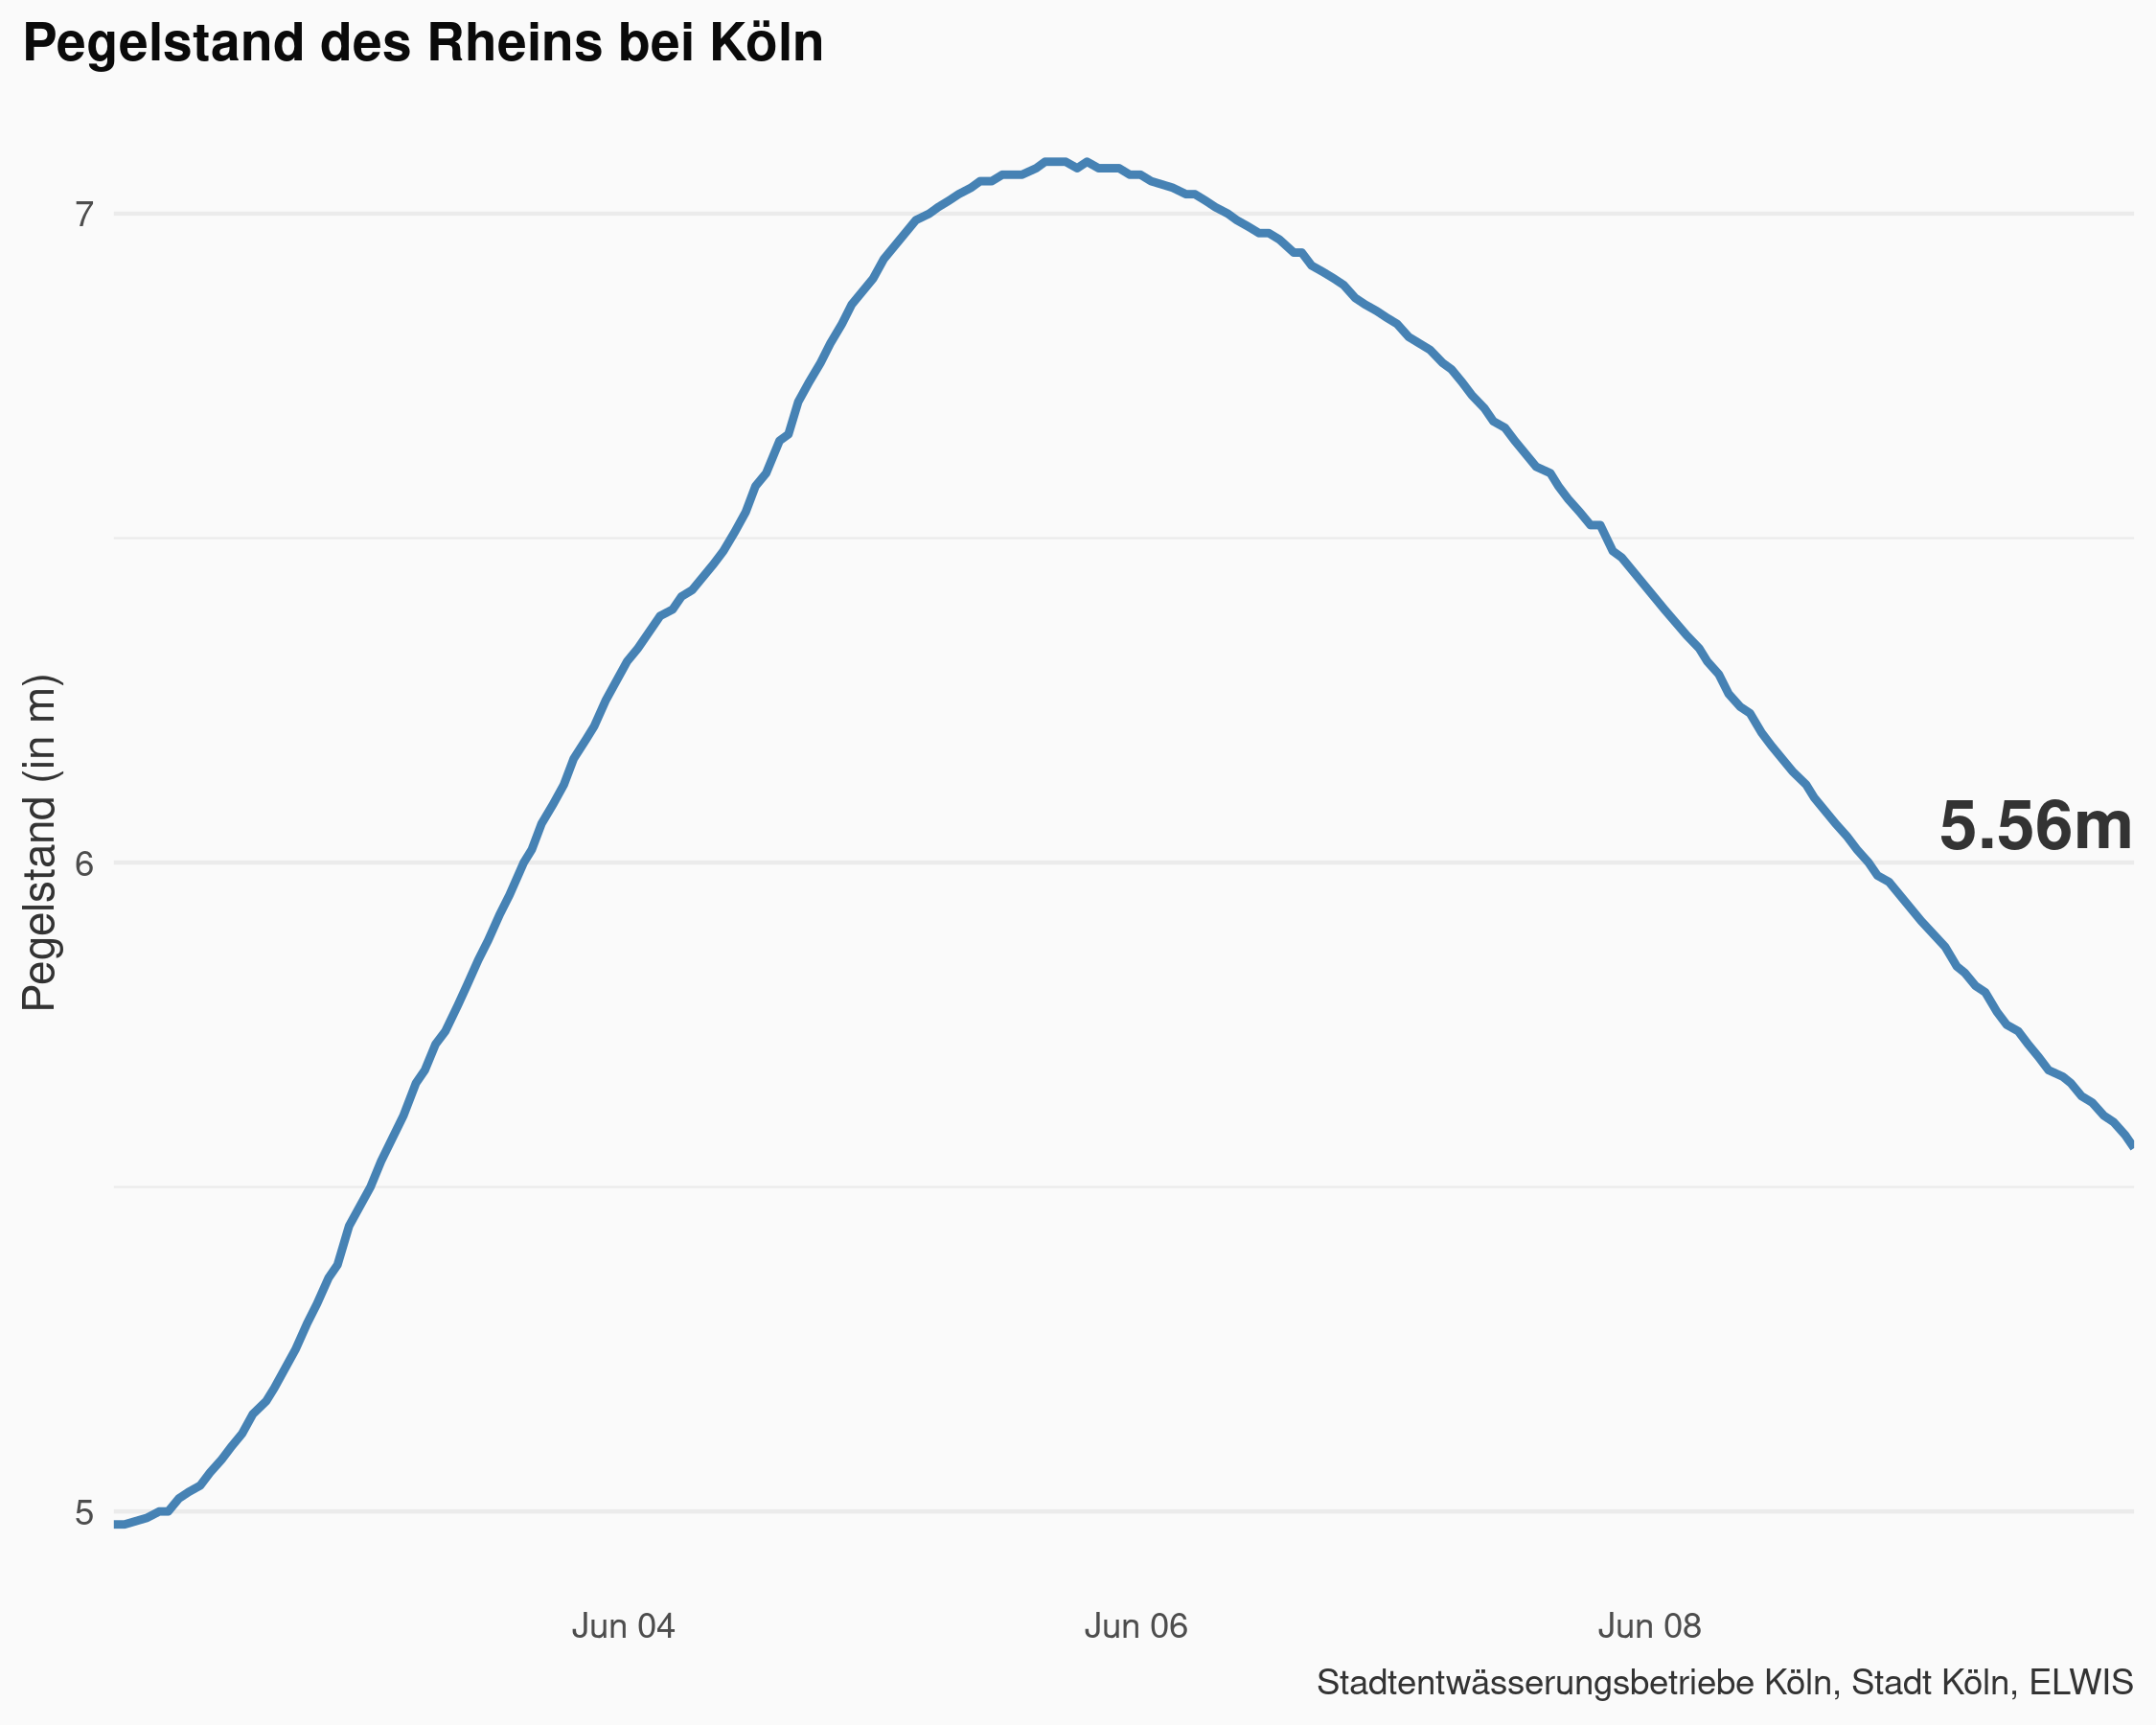 Pegelstand des Rheins bei Köln
Pegelstand (in m)
7
6
5
5.56m
Jun 04
Jun 06
Jun 08
Stadtentwässerungsbetriebe Köln, Stadt Köln, ELWIS